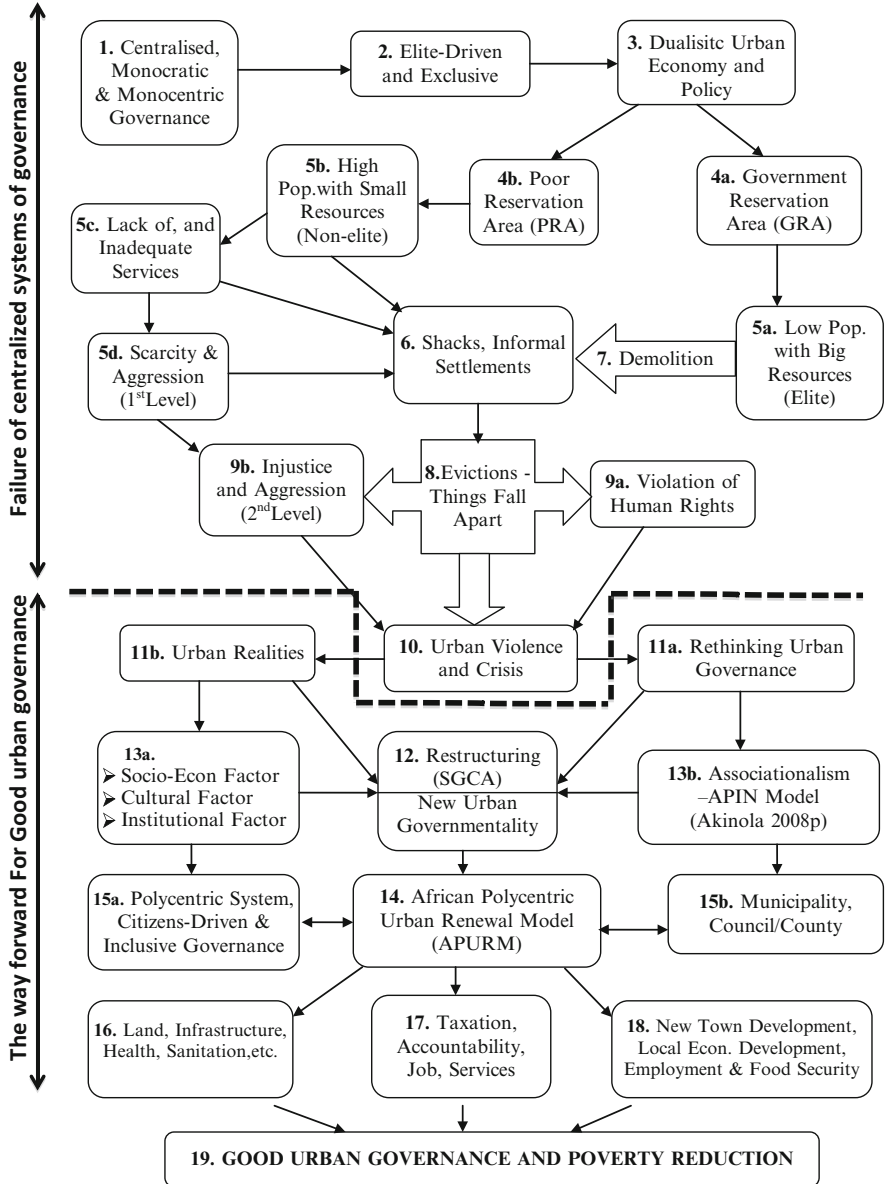 Failure of centralized systems of governance
1. Centralised,
Monocratic
& Monocentric
Governance
2. Elite-Driven
and Exclusive
3. Dualisitc Urban
Economy and
Policy
5b. High
Pop.with Small
Resources
(Non-elite)
4b. Poor
Reservation
Area (PRA)
4a. Government
Reservation
Area (GRA)
5c. Lack of, and
Inadequate
Services
5d. Scarcity &
Aggression
(1stLevel)
6. Shacks, Informal
Settlements
7. Demolition
5a. Low Pop.
with Big
Resources
(Elite)
9b. Injustice
and Aggression
(2ndLevel)
8.Evictions -
Things Fall
Apart
9a. Violation of
Human Rights
The way forward For Good urban governance
11b. Urban Realities
10. Urban Violence
and Crisis
11a. Rethinking Urban
Governance
13a.
➢ Socio-Econ Factor
➢ Cultural Factor
➢ Institutional Factor
12. Restructuring
(SGCA)
New Urban
Governmentality
13b. Associationalism
–APIN Model
(Akinola 2008p)
15a. Polycentric System,
Citizens-Driven &
Inclusive Governance
14. African Polycentric
Urban Renewal Model
(APURM)
15b. Municipality,
Council/County
16. Land, Infrastructure,
Health, Sanitation,etc.
17. Taxation,
Accountability,
Job, Services
18. New Town Development,
Local Econ. Development,
Employment & Food Security
19. GOOD URBAN GOVERNANCE AND POVERTY REDUCTION